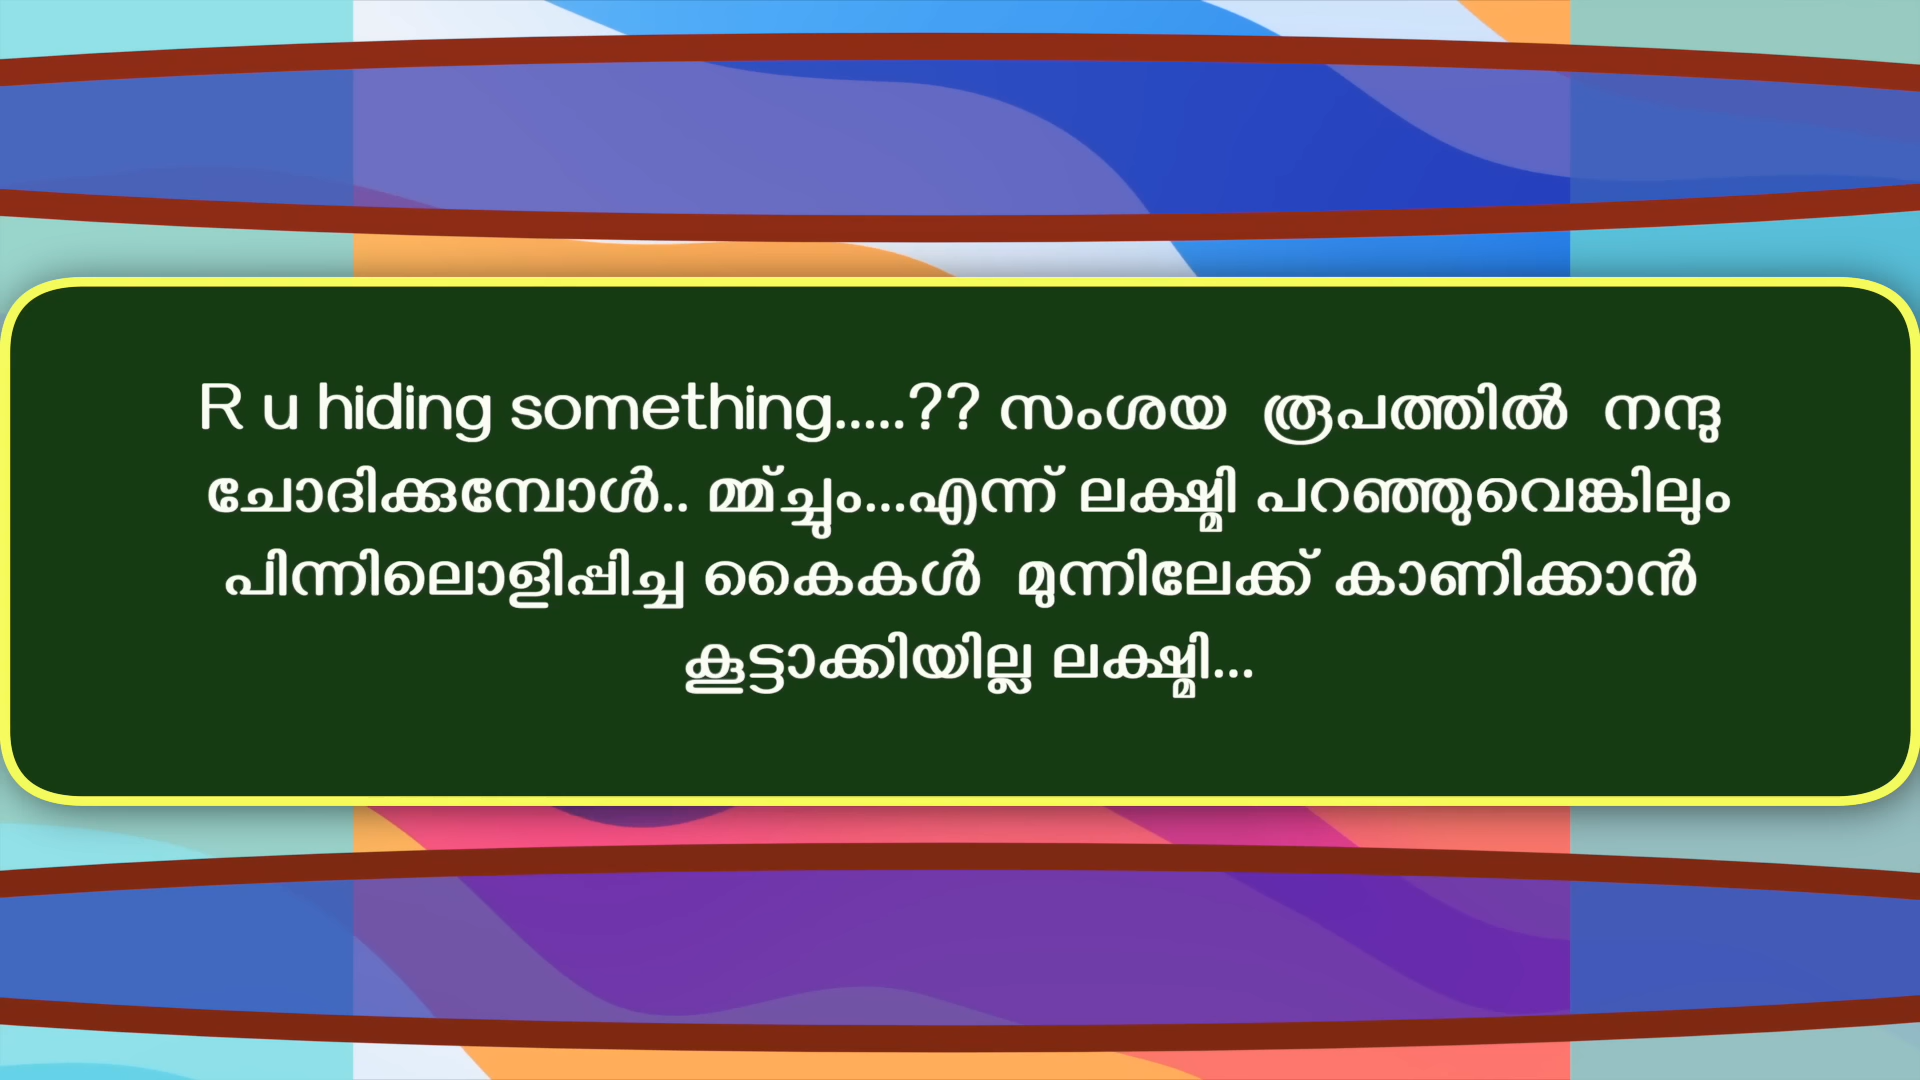 R u hiding something.....?? സംശയ  രൂപത്തിൽ  നന്ദു
ചോദിക്കുമ്പോൾ.. മ്മ്ച്ചും...എന്ന് ലക്ഷ്മി പറഞ്ഞുവെങ്കിലും
പിന്നിലൊളിപ്പിച്ച കൈകൾ  മുന്നിലേക്ക് കാണിക്കാൻ
കൂട്ടാക്കിയില്ല ലക്ഷ്മി...